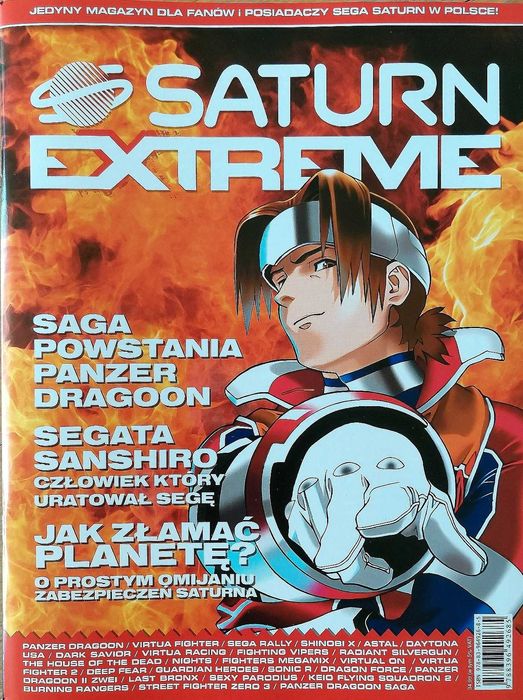 JEDYNY MAGAZYN DLA FANÓW I POSIADACZY SEGA SATURN W POLSCE!
SATURN
EXTREME
SAGA
POWSTANIA
PANZER
DRAGOON
SEGATA
SANSHIRO
CZŁOWIEK KTÓRY
URATOWAŁ SEGĘ
JAK ZŁAMAĆ
PLANETĘ?
O PROSTYM OMIJANIU
ZABEZPIECZEŃ SATURNA
PANZER DRAGOON / VIRTUA FIGHTER / SEGA RALLY / SHINOBI X / ASTAL / DAYTONA
USA / DARK SAVIOR / VIRTUA RACING / FIGHTING VIPERS / RADIANT SILVERGUN /
THE HOUSE OF THE DEAD / NIGHTS / FIGHTERS MEGAMIX / VIRTUAL ON / VIRTUA
FIGHTER 2 / DEEP FEAR / GUARDIAN HEROES / SONIC R / DRAGON FORCE / PANZER
DRAGOON II ZWEI / LAST BRONX / SEXY PARODIUS / KEIO FLYING SQUADRON 2 /
BURNING RANGERS / STREET FIGHTER ZERO 3 / PANZER DRAGOON SAGA